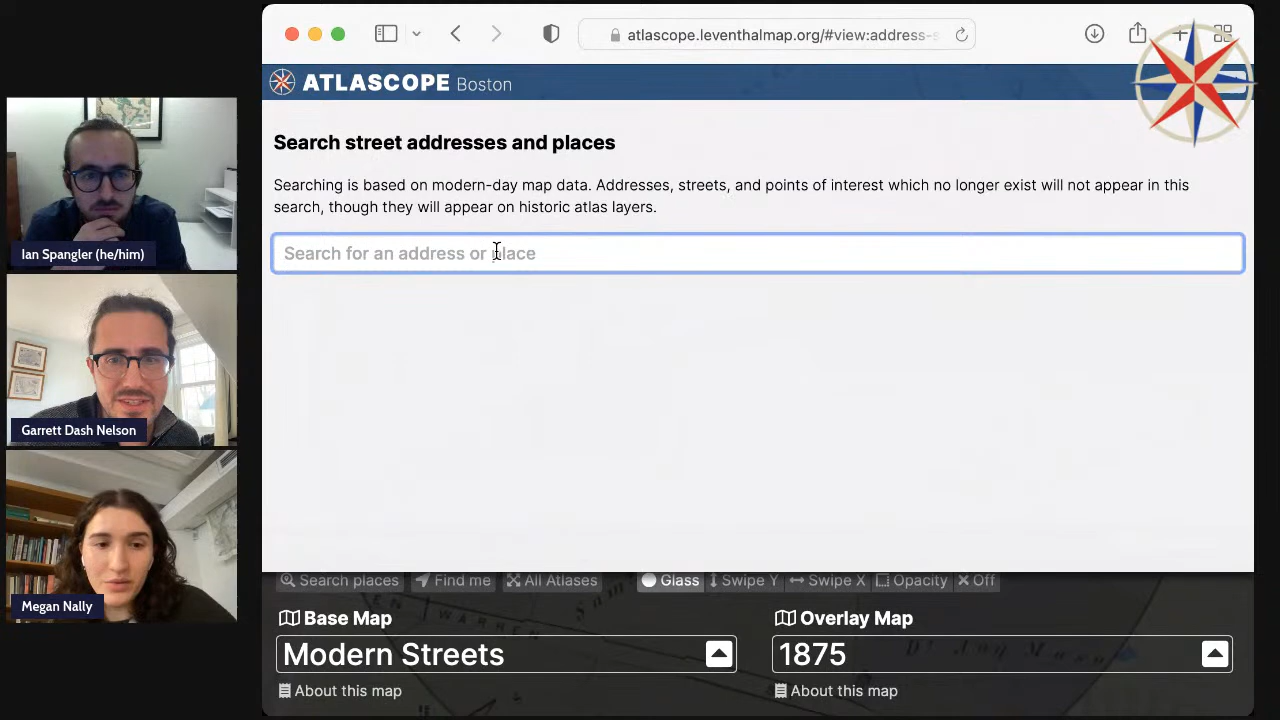 atlascope.leventhalmap.org/#view:address-s
ATLASCOPE Boston
Search street addresses and places
Searching is based on modern-day map data. Addresses, streets, and points of interest which no longer exist will not appear in this
search, though they will appear on historic atlas layers.
Search for an address or place
Ian Spangler (he/him)
Garrett Dash Nelson
Megan Nally
Search places
Find me
All Atlases
Glass
Swipe Y
Swipe X
Opacity
Off
WARREN
Base Map
Overlay Map
Modern Streets
1875
About this map
About this map